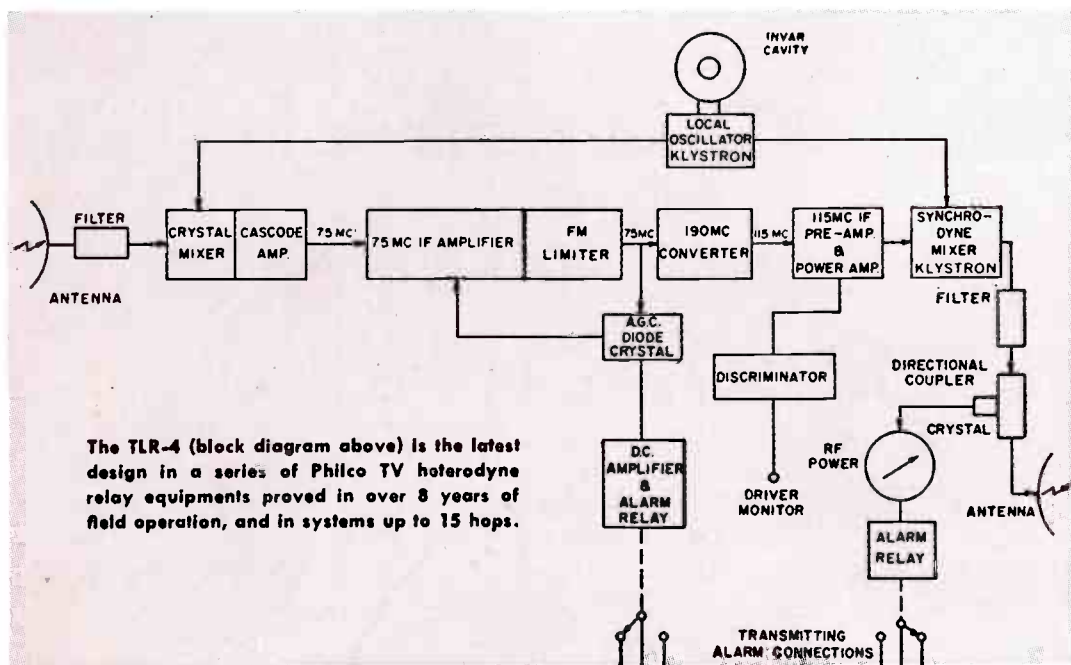 INVAR
CAVITY
LOCAL
OSCILLATOR
KLYSTRON
FILTER
CRYSTAL
MIXER
CASCODE
AMP.
75 MC
75 MC IF AMPLIFIER
FM
LIMITER
75MC
190MC
CONVERTER
115 MC
115MC IF
PRE-AMP.
&
POWER AMP.
SYNCHRO-
DYNE
MIXER
KLYSTRON
ANTENNA
FILTER
A.G.C.
DIODE
CRYSTAL
DISCRIMINATOR
DIRECTIONAL
COUPLER
CRYSTAL
RF
POWER
The TLR-4 (block diagram above) is the latest
design in a series of Philco TV hoterodyne
relay equipments proved in over 8 years of
field operation, and in systems up to 15 hops.
D.C.
AMPLIFIER
&
ALARM
RELAY
DRIVER
MONITOR
ANTENNA
ALARM
RELAY
TRANSMITTING
ALARM CONNECTIONS